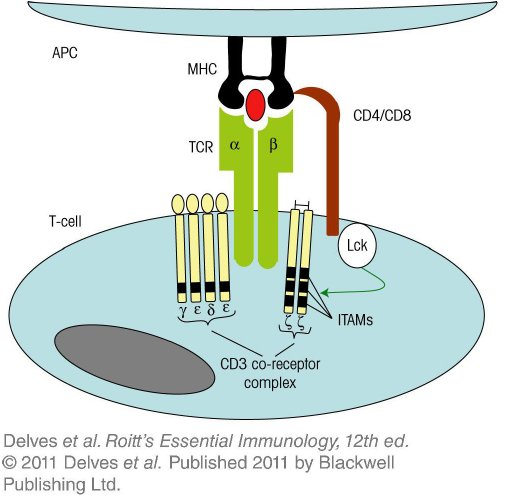 APC
MHC
CD4/CD8
TCR
α
β
T-cell
Lck
γ ε δ ε
ζ ζ
ITAMs
CD3 co-receptor
complex
Delves et al. Roitt's Essential Immunology, 12th ed.
© 2011 Delves et al. Published 2011 by Blackwell
Publishing Ltd.